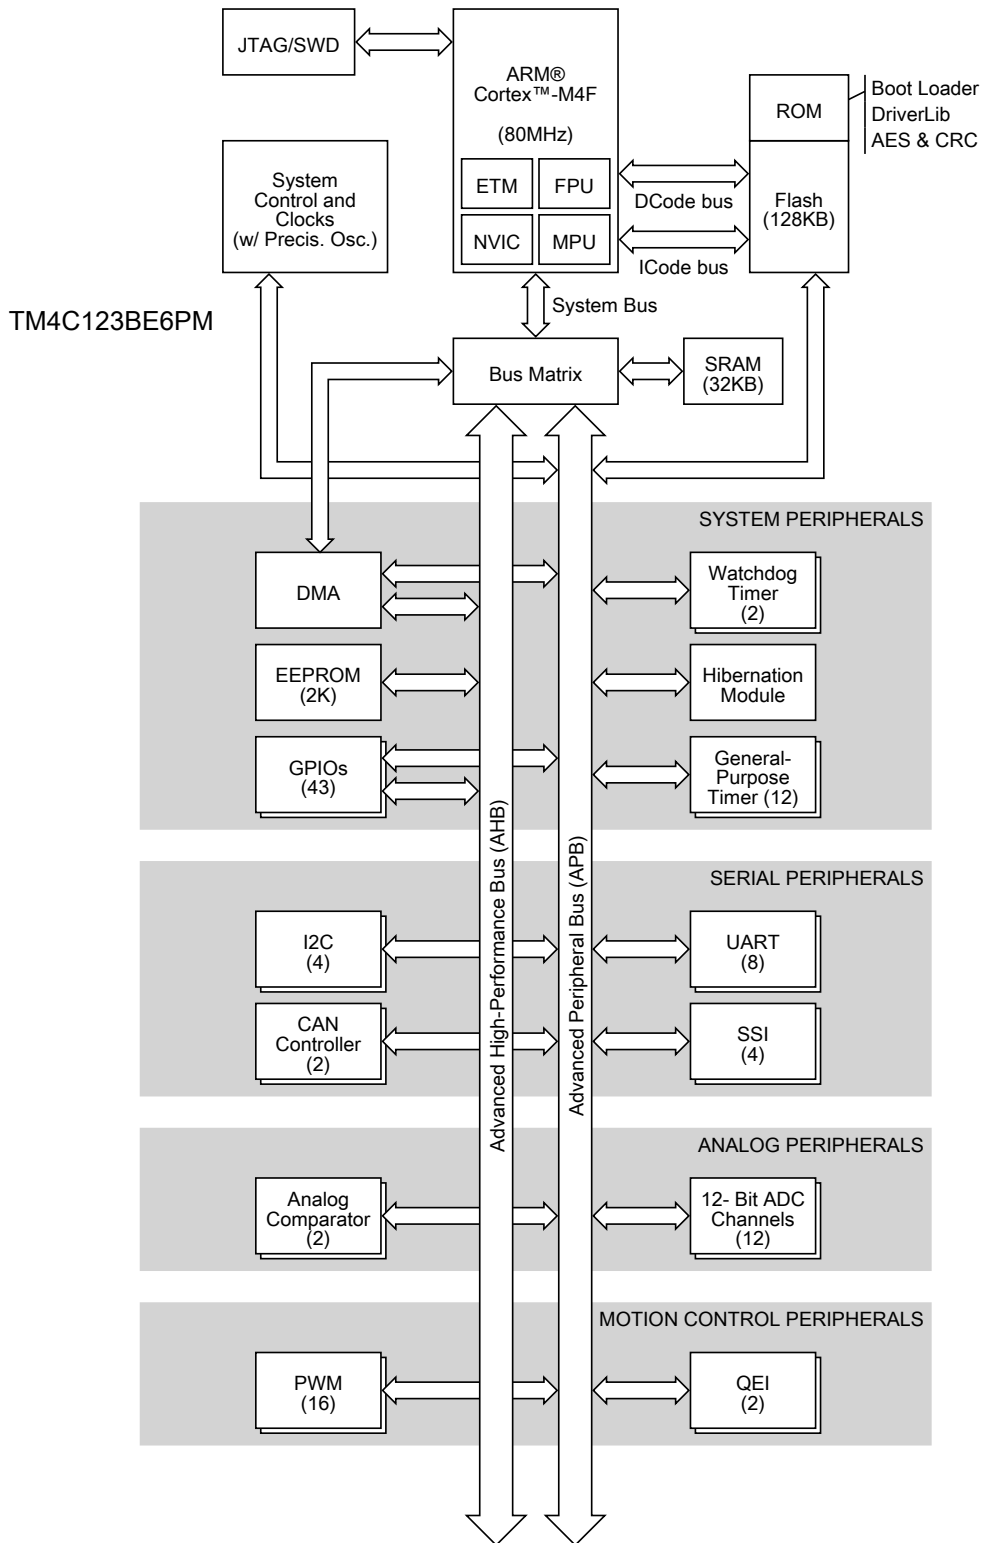 JTAG/SWD
ARM®
Cortex™-M4F
(80MHz)
ETM
FPU
NVIC
MPU
ROM
Boot Loader
DriverLib
AES & CRC
System
Control and
Clocks
(w/ Precis. Osc.)
DCode bus
Flash
(128KB)
ICode bus
System Bus
TM4C123BE6PM
Bus Matrix
SRAM
(32KB)
SYSTEM PERIPHERALS
DMA
Watchdog
Timer
(2)
EEPROM
(2K)
Hibernation
Module
GPIOs
(43)
General-
Purpose
Timer (12)
Advanced High-Performance Bus (AHB)
Advanced Peripheral Bus (APB)
SERIAL PERIPHERALS
I2C
(4)
UART
(8)
CAN
Controller
(2)
SSI
(4)
ANALOG PERIPHERALS
Analog
Comparator
(2)
12- Bit ADC
Channels
(12)
MOTION CONTROL PERIPHERALS
PWM
(16)
QEI
(2)